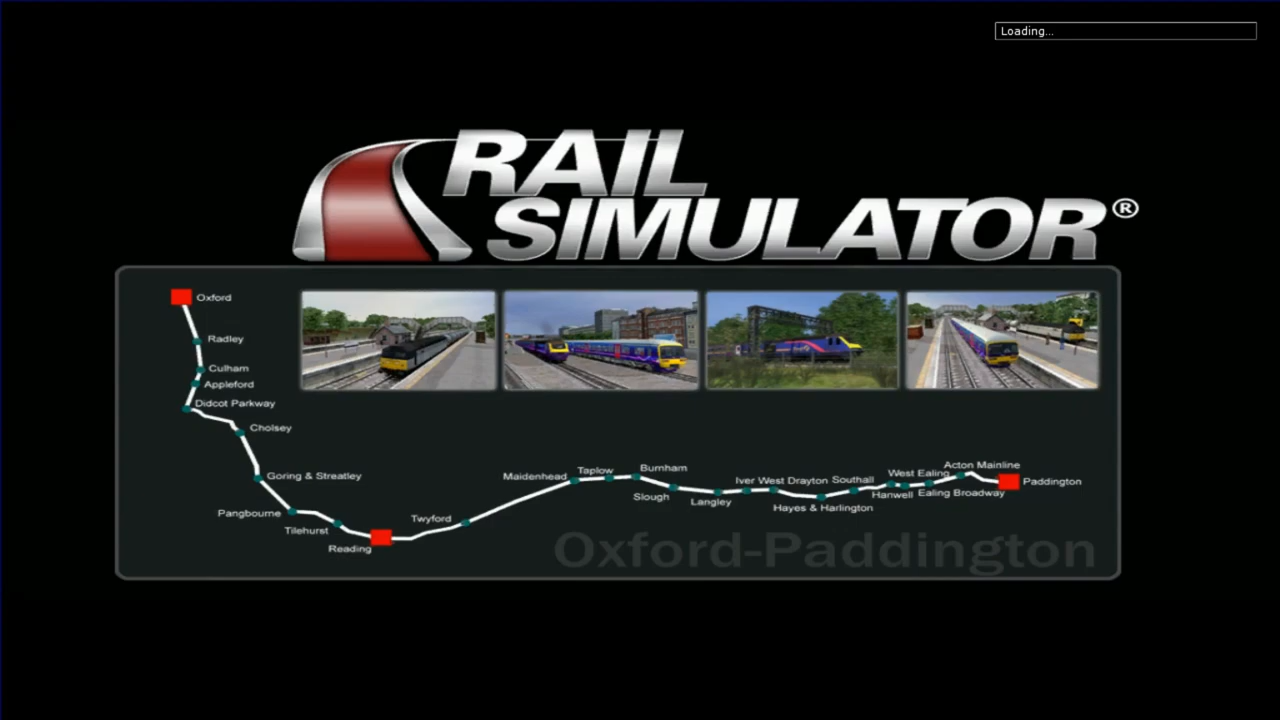 Loading...
RAIL
SIMULATOR®
Oxford
Radley
Culham
Appleford
Didcot Parkway
Cholsey
Goring & Streatley
Pangbourne
Tilehurst
Reading
Twyford
Maidenhead
Taplow
Burnham
Slough
Langley
Iver
West Drayton
Hayes & Harlington
Southall
Hanwell
West Ealing
Ealing Broadway
Acton Mainline
Paddington
Oxford-Paddington